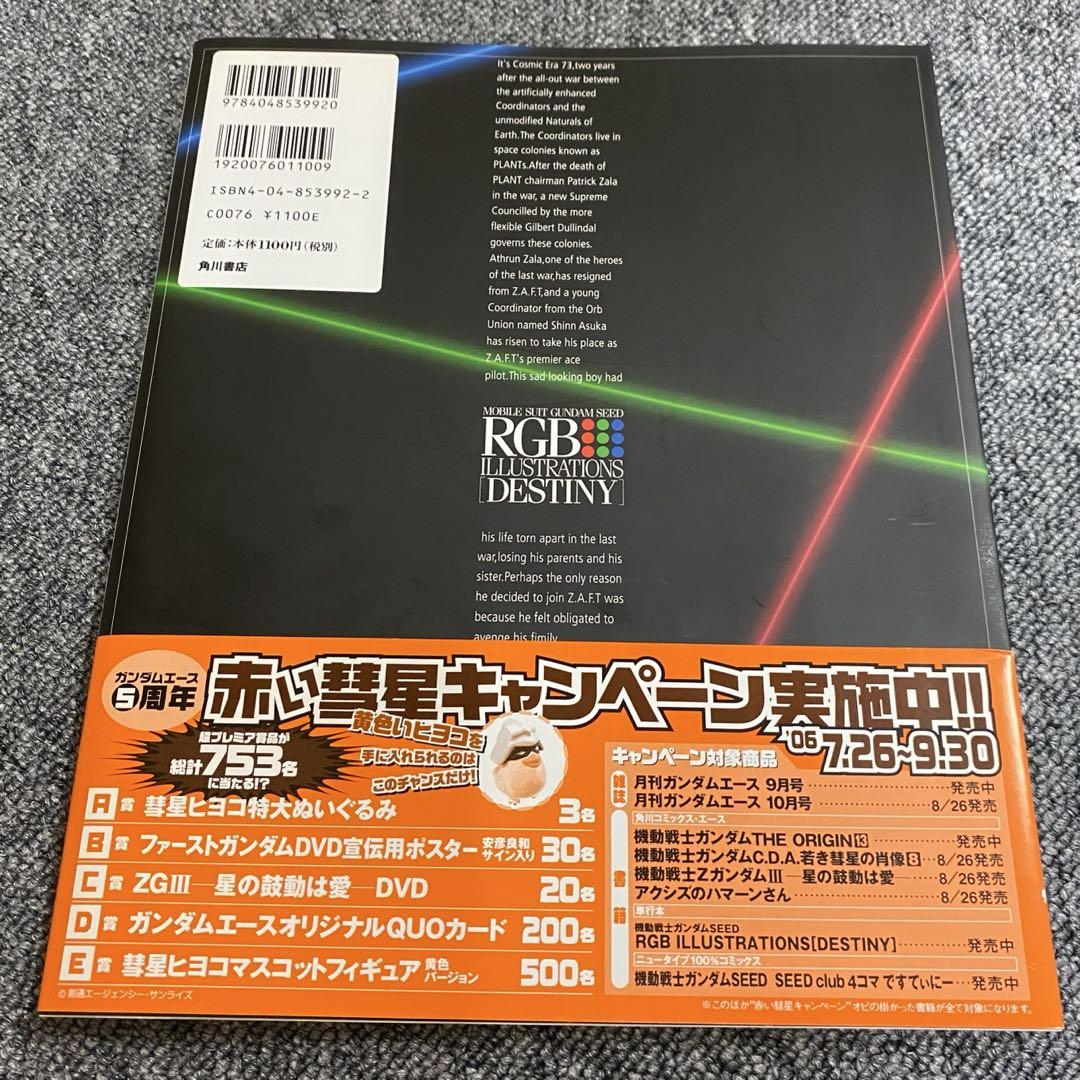 9784048539920
1920076011009
ISBN4-04-853992-2
C0076 ¥1100E
定価：本体1100円(税別)
角川書店
It's Cosmic Era 73,two years
after the all-out war between
the artificially enhanced
Coordinators and the
unmodified Naturals of
Earth.The Coordinators live in
space colonies known as
PLANTs.After the death of
PLANT chairman Patrick Zala
in the war, a new Supreme
Councilled by the more
flexible Gilbert Dullindal
governs these colonies.
Athrun Zala,one of the heroes
of the last war,has resigned
from Z.A.F.T,and a young
Coordinator from the Orb
Union named Shinn Asuka
has risen to take his place as
Z.A.F.T's premier ace
pilot.This sad looking boy had
MOBILE SUIT GUNDAM SEED
RGB
ILLUSTRATIONS
[DESTINY]
his life torn apart in the last
war,losing his parents and his
sister.Perhaps the only reason
he decided to join Z.A.F.T was
because he felt obligated to
avenge his fimily.
ガンダムエース
5周年
赤い彗星キャンペーン実施中!!
'06 7.26~9.30
超プレミア賞品が
総計753名
に当たる!?
黄色いヒヨコを
手に入れられるのは
このチャンスだけ!
A賞 彗星ヒヨコ特大ぬいぐるみ 3名
B賞 ファーストガンダムDVD宣伝用ポスター 安彦良和サイン入り 30名
C賞 ZGⅢ―星の鼓動は愛―DVD 20名
D賞 ガンダムエースオリジナルQUOカード 200名
E賞 彗星ヒヨコマスコットフィギュア 黄色バージョン 500名
©創通エージェンシー・サンライズ
キャンペーン対象商品
雑誌
月刊ガンダムエース 9月号…発売中
月刊ガンダムエース 10月号…8/26発売
書籍
角川コミックス・エース
機動戦士ガンダムTHE ORIGIN13…発売中
機動戦士ガンダムC.D.A.若き彗星の肖像6…8/26発売
機動戦士ZガンダムⅢ―星の鼓動は愛―…8/26発売
アクシズのハマーンさん…8/26発売
単行本
機動戦士ガンダムSEED
RGB ILLUSTRATIONS[DESTINY]…発売中
ニュータイプ100%コミックス
機動戦士ガンダムSEED SEED club 4コマ ですてぃにー…発売中
※このほか"赤い彗星キャンペーン"オビの掛かった書籍が全て対象になります。